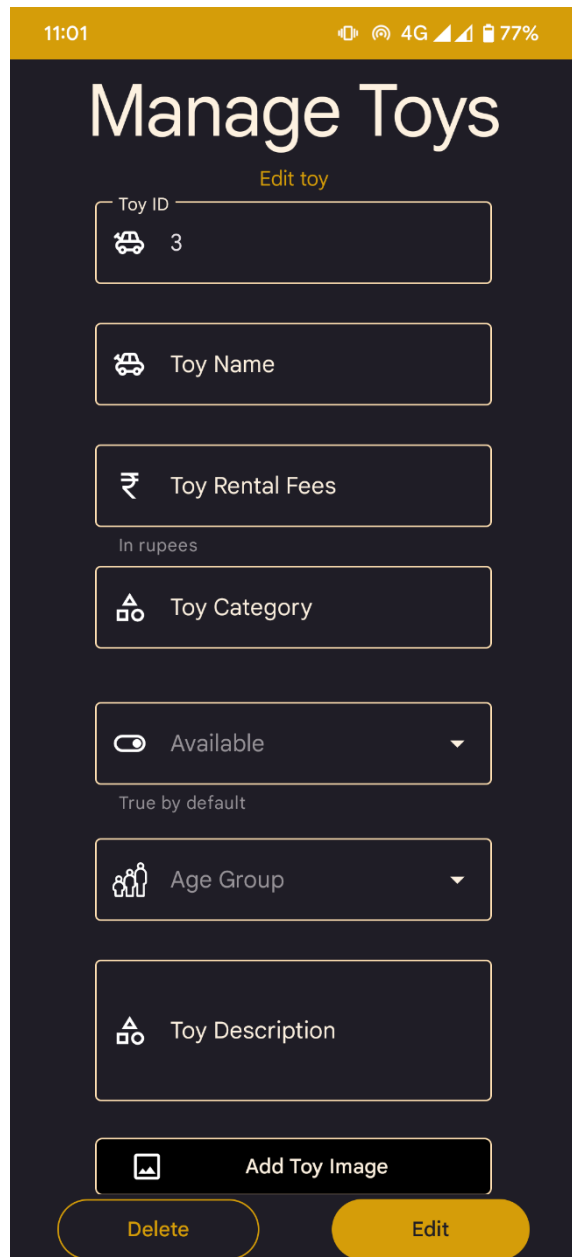 11:01 4G 77%
Manage Toys
Edit toy
Toy ID
3
Toy Name
₹ Toy Rental Fees
In rupees
Toy Category
Available
True by default
Age Group
Toy Description
Add Toy Image
Delete Edit